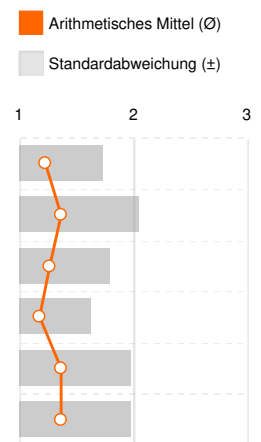 Arithmetisches Mittel (Ø)
Standardabweichung (±)
1 2 3